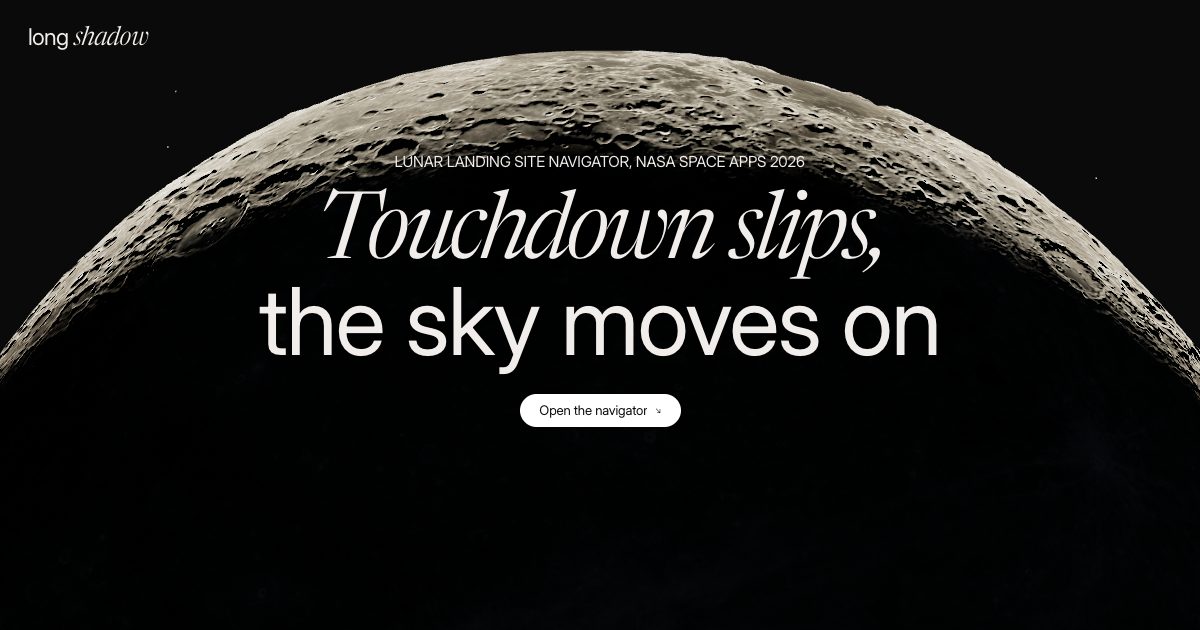 long shadow
LUNAR LANDING SITE NAVIGATOR, NASA SPACE APPS 2026
Touchdown slips,
the sky moves on
Open the navigator